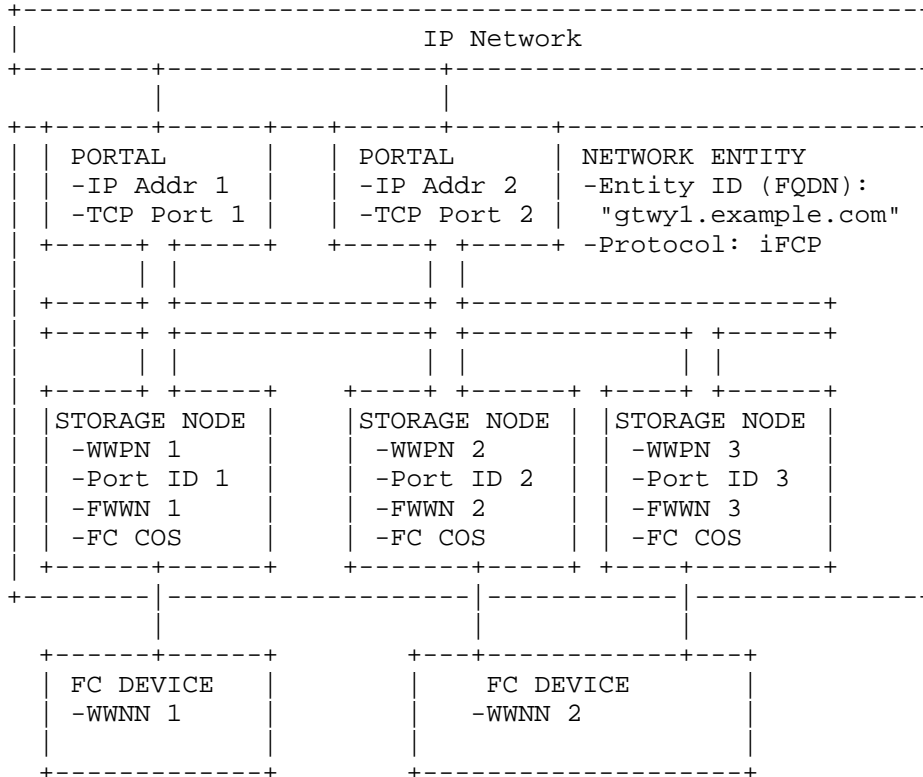 IP Network
PORTAL PORTAL NETWORK ENTITY
-IP Addr 1 -IP Addr 2 -Entity ID (FQDN):
-TCP Port 1 -TCP Port 2 "gtwy1.example.com"
-Protocol: iFCP
STORAGE NODE STORAGE NODE STORAGE NODE
-WWPN 1 -WWPN 2 -WWPN 3
-Port ID 1 -Port ID 2 -Port ID 3
-FWWN 1 -FWWN 2 -FWWN 3
-FC COS -FC COS -FC COS
FC DEVICE FC DEVICE
-WWNN 1 -WWNN 2